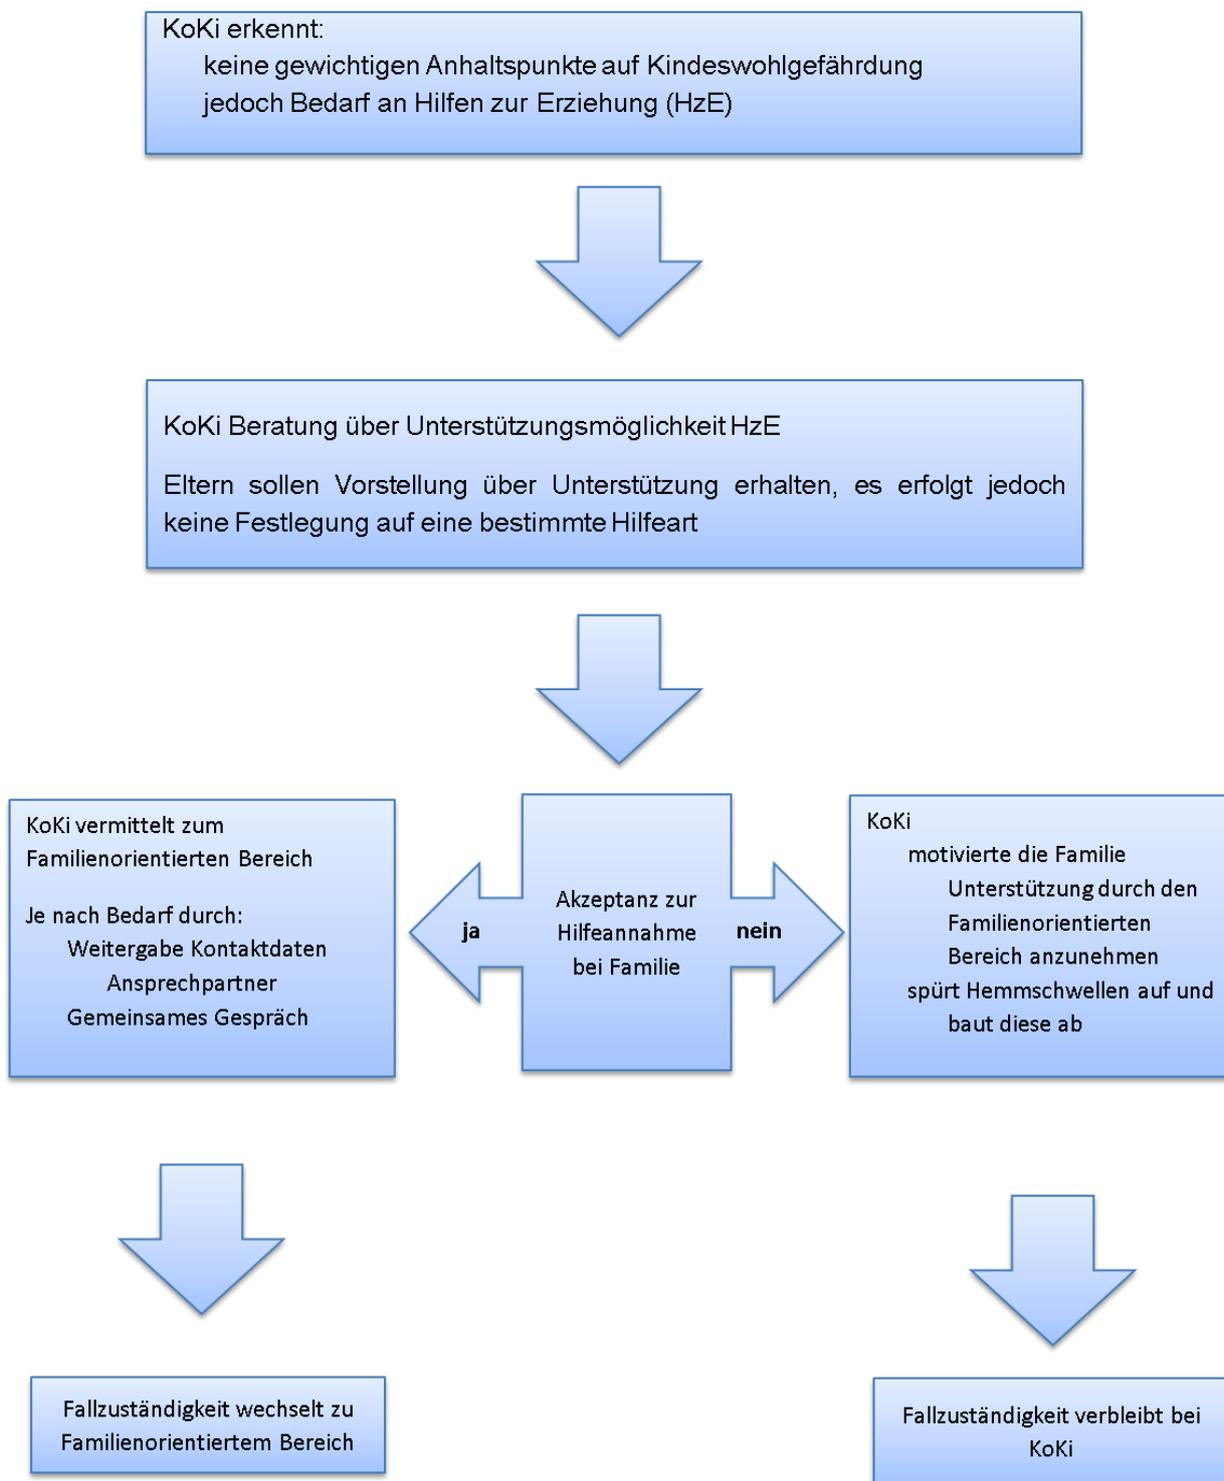 KoKi erkennt:
keine gewichtigen Anhaltspunkte auf Kindeswohlgefährdung
jedoch Bedarf an Hilfen zur Erziehung (HzE)
KoKi Beratung über Unterstützungsmöglichkeit HzE
Eltern sollen Vorstellung über Unterstützung erhalten, es erfolgt jedoch
keine Festlegung auf eine bestimmte Hilfeart
KoKi vermittelt zum
Familienorientierten Bereich
Je nach Bedarf durch:
Weitergabe Kontaktdaten
Ansprechpartner
Gemeinsames Gespräch
ja
Akzeptanz zur
Hilfeannahme
bei Familie
nein
KoKi
motivierte die Familie
Unterstützung durch den
Familienorientierten
Bereich anzunehmen
spürt Hemmschwellen auf und
baut diese ab
Fallzuständigkeit wechselt zu
Familienorientiertem Bereich
Fallzuständigkeit verbleibt bei
KoKi